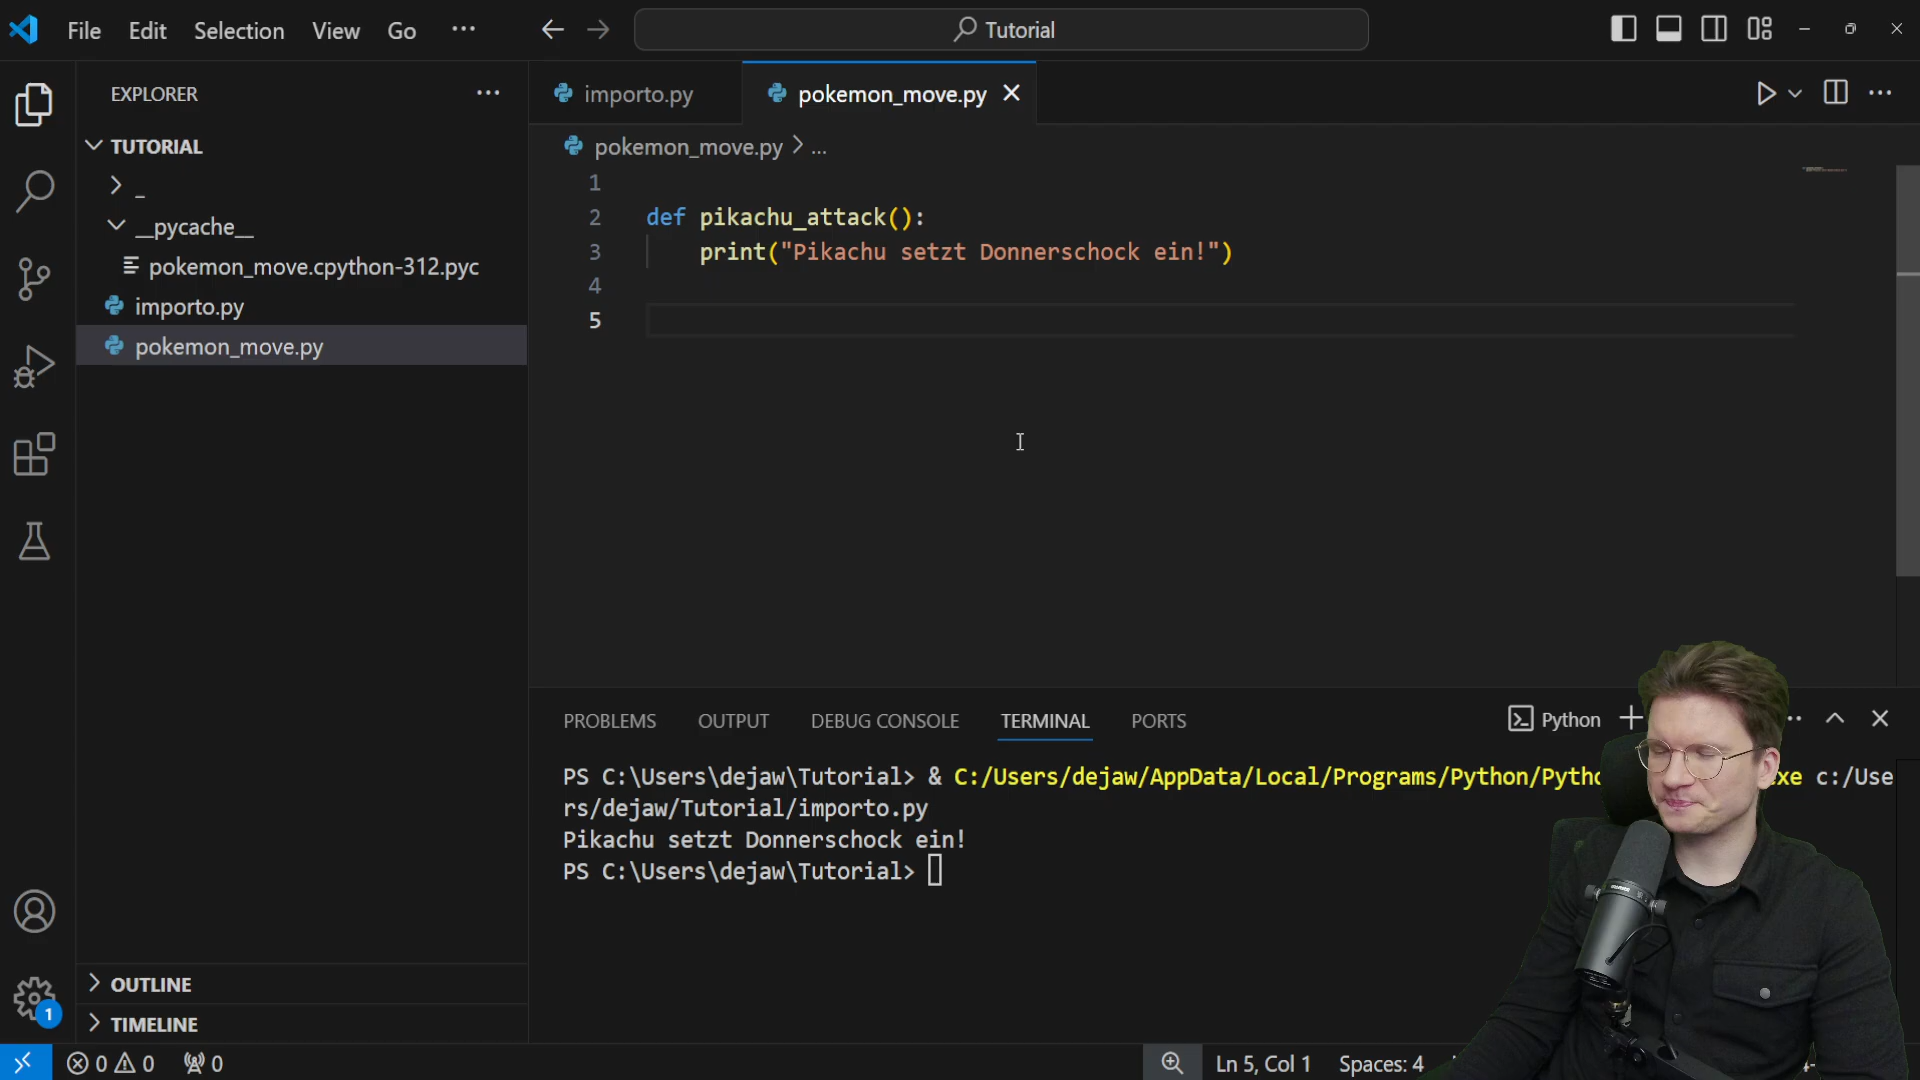 File Edit Selection View Go ···
Tutorial
EXPLORER
TUTORIAL
_
__pycache__
pokemon_move.cpython-312.pyc
importo.py
pokemon_move.py
OUTLINE
TIMELINE
importo.py
pokemon_move.py
pokemon_move.py > ...
1
2 def pikachu_attack():
3 print("Pikachu setzt Donnerschock ein!")
4
5
PROBLEMS OUTPUT DEBUG CONSOLE TERMINAL PORTS
Python
PS C:\Users\dejaw\Tutorial> & C:/Users/dejaw/AppData/Local/Programs/Python/ c:/Use
rs/dejaw/Tutorial/importo.py
Pikachu setzt Donnerschock ein!
PS C:\Users\dejaw\Tutorial>
1
0 0 0
Ln 5, Col 1 Spaces: 4